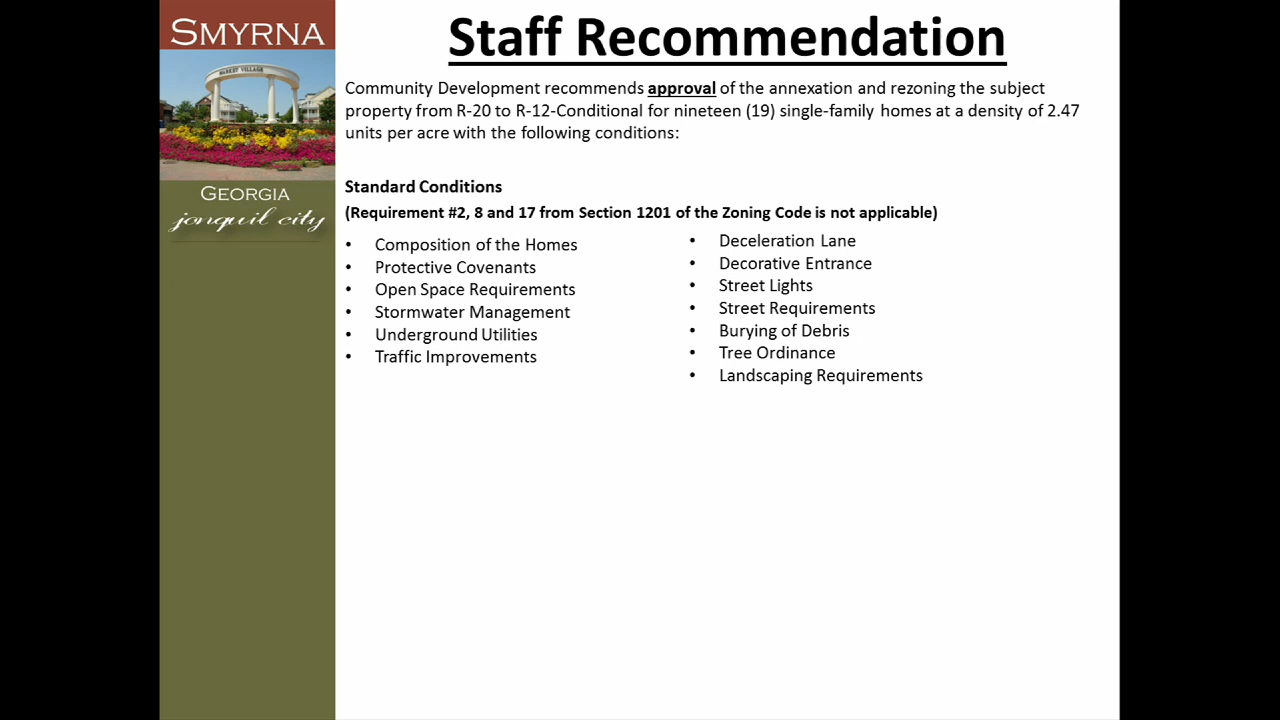 SMYRNA
MARKET VILLAGE
GEORGIA
jonquil city
Staff Recommendation
Community Development recommends approval of the annexation and rezoning the subject
property from R-20 to R-12-Conditional for nineteen (19) single-family homes at a density of 2.47
units per acre with the following conditions:
Standard Conditions
(Requirement #2, 8 and 17 from Section 1201 of the Zoning Code is not applicable)
• Composition of the Homes
• Protective Covenants
• Open Space Requirements
• Stormwater Management
• Underground Utilities
• Traffic Improvements
• Deceleration Lane
• Decorative Entrance
• Street Lights
• Street Requirements
• Burying of Debris
• Tree Ordinance
• Landscaping Requirements